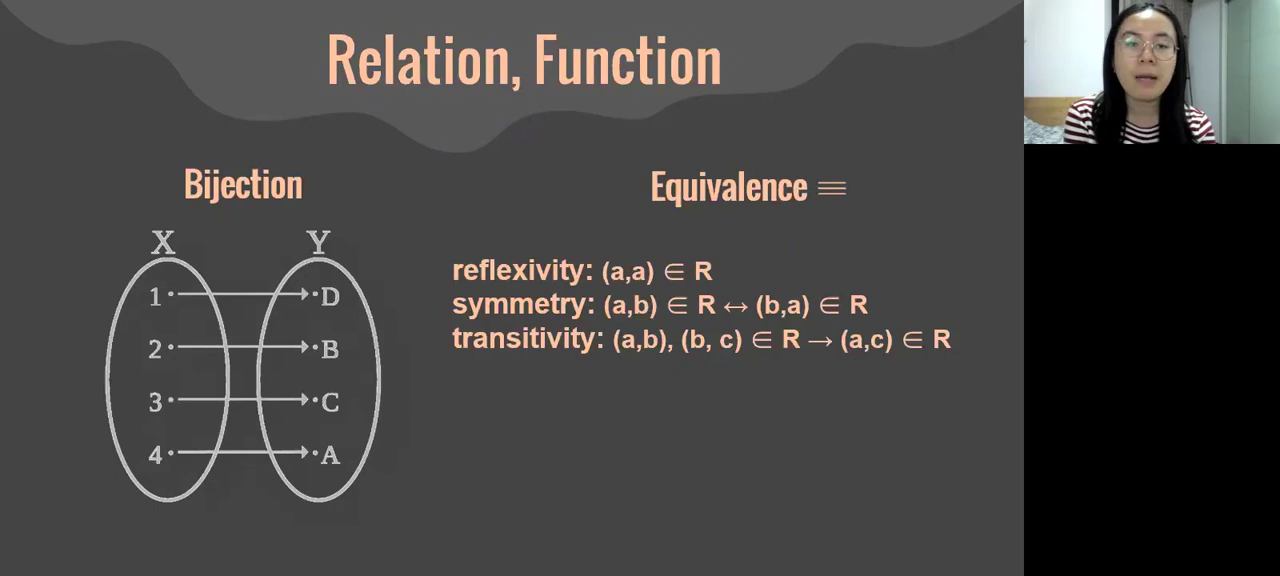 Relation, Function
Bijection
X Y
1 D
2 B
3 C
4 A
Equivalence ≡
reflexivity: (a,a) ∈ R
symmetry: (a,b) ∈ R ↔ (b,a) ∈ R
transitivity: (a,b), (b, c) ∈ R → (a,c) ∈ R